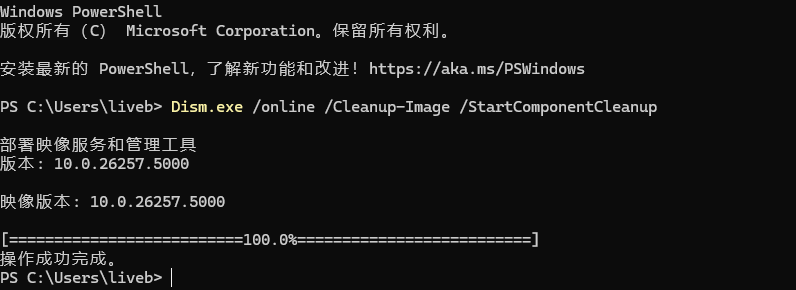 Windows PowerShell
版权所有（C） Microsoft Corporation。保留所有权利。
安装最新的 PowerShell，了解新功能和改进！https://aka.ms/PSWindows
PS C:\Users\liveb> Dism.exe /online /Cleanup-Image /StartComponentCleanup
部署映像服务和管理工具
版本: 10.0.26257.5000
映像版本: 10.0.26257.5000
[==========================100.0%==========================]
操作成功完成。
PS C:\Users\liveb>